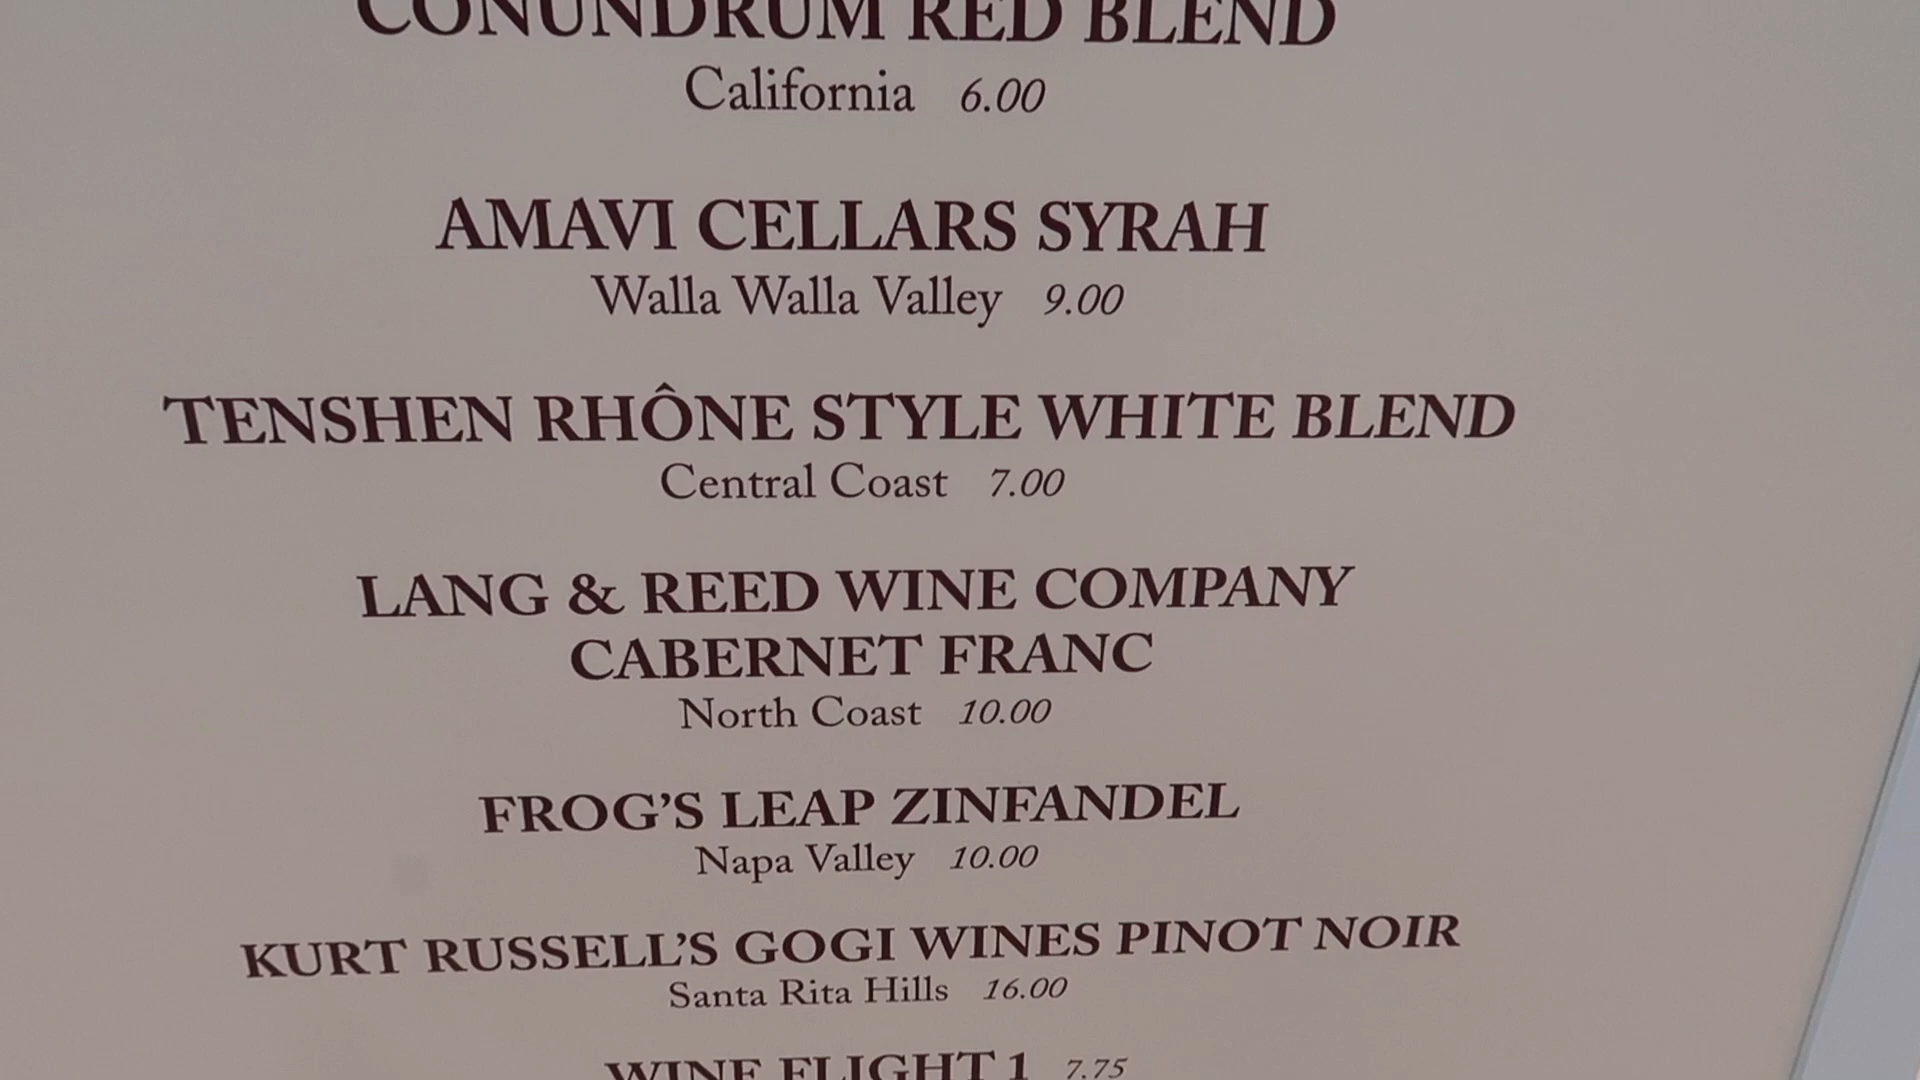 CONUNDRUM RED BLEND
California 6.00
AMAVI CELLARS SYRAH
Walla Walla Valley 9.00
TENSHEN RHÔNE STYLE WHITE BLEND
Central Coast 7.00
LANG & REED WINE COMPANY
CABERNET FRANC
North Coast 10.00
FROG'S LEAP ZINFANDEL
Napa Valley 10.00
KURT RUSSELL'S GOGI WINES PINOT NOIR
Santa Rita Hills 16.00
WINE FLIGHT 1 7.75